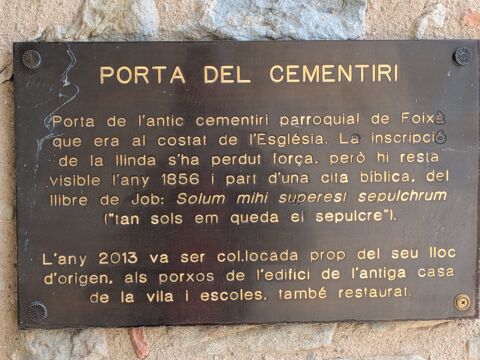 PORTA DEL CEMENTIRI
Porta de l'antic cementiri parroquial de Foixà
que era al costat de l'Església. La inscripció
de la llinda s'ha perdut força, però hi resta
visible l'any 1856 i part d'una cita bíblica, del
llibre de Job: Solum mihi superest sepulchrum
("tan sols em queda el sepulcre").
L'any 2013 va ser col.locada prop del seu lloc
d'origen, als porxos de l'edifici de l'antiga casa
de la vila i escoles, també restaurat.